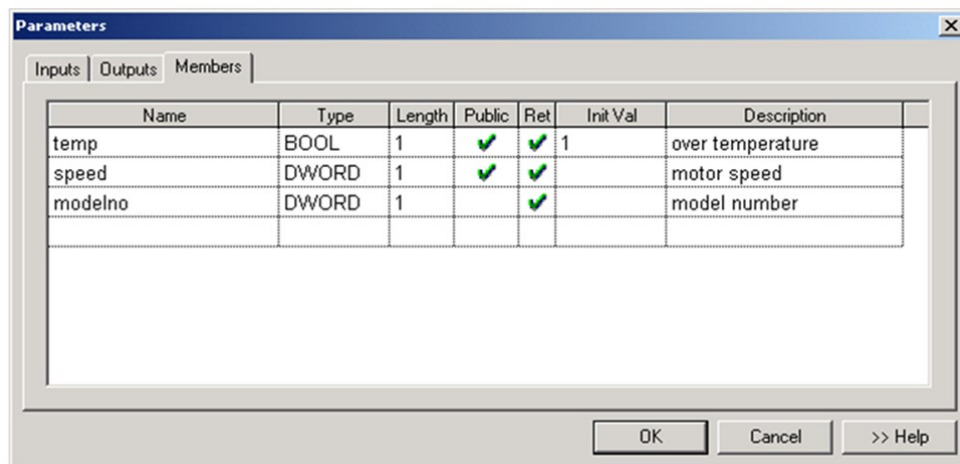 Parameters
Inputs Outputs Members
Name Type Length Public Ret Init Val Description
temp BOOL 1 1 over temperature
speed DWORD 1 motor speed
modelno DWORD 1 model number
OK Cancel >> Help